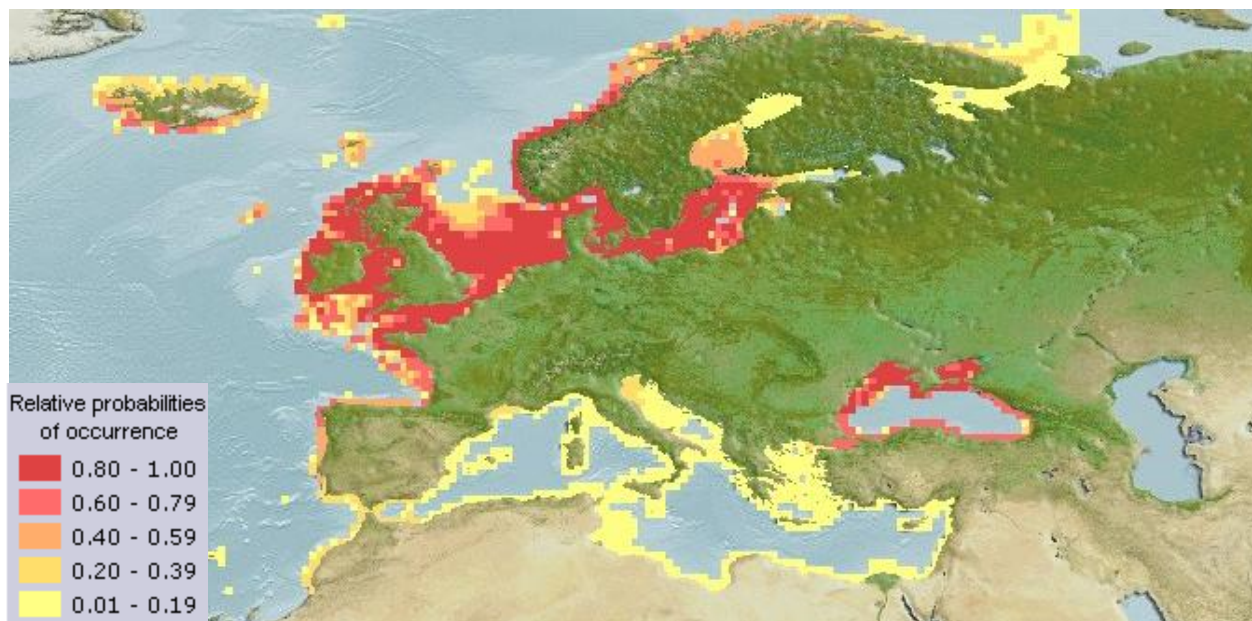 Relative probabilities
of occurrence
0.80 - 1.00
0.60 - 0.79
0.40 - 0.59
0.20 - 0.39
0.01 - 0.19